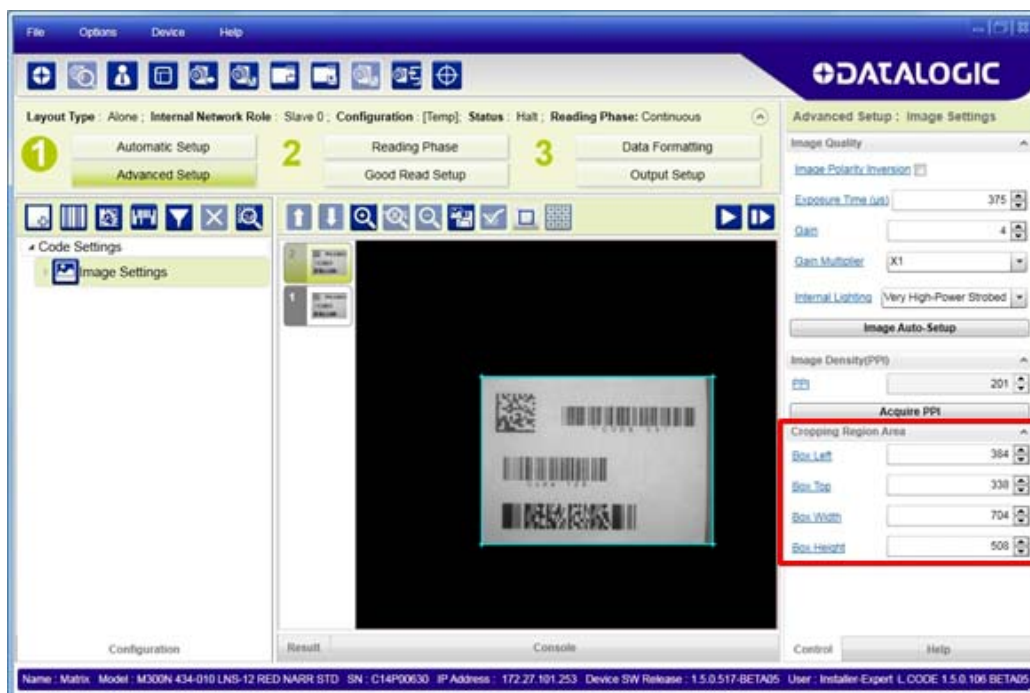 File Options Device Help
DATALOGIC
Layout Type : Alone ; Internal Network Role : Slave 0 ; Configuration : [Temp]; Status : Halt ; Reading Phase: Continuous
1 Automatic Setup 2 Reading Phase 3 Data Formatting
Advanced Setup Good Read Setup Output Setup
Advanced Setup : Image Settings
Image Quality
Image Polarity Inversion
Exposure Time (us) 375
Gain 4
Gain Multiplier X1
Internal Lighting Very High-Power Strobed
Image Auto-Setup
Image Density(PPI)
PPI 201
Acquire PPI
Cropping Region Area
Box Left 384
Box Top 338
Box Width 704
Box Height 508
Code Settings
Image Settings
2
1
Configuration
Result Console
Control Help
Name : Matrix Model : M300N 434-010 LNS-12 RED NARR STD SN : C14P00630 IP Address : 172.27.101.253 Device SW Release : 1.5.0.517-BETA05 User : Installer-Expert L.CODE 1.5.0.106 BETA05